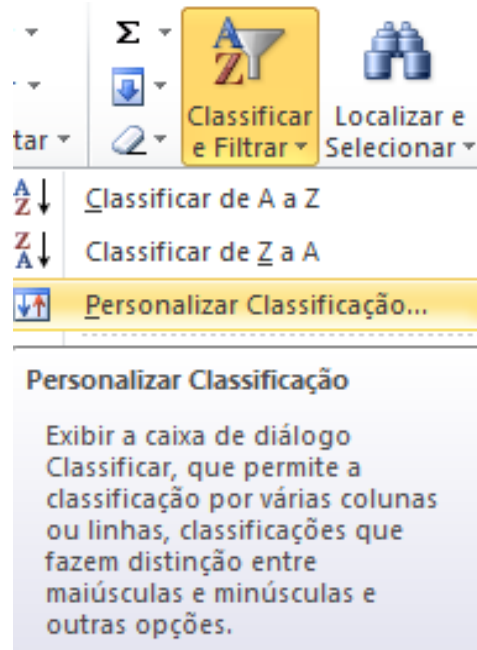 Σ
Classificar Localizar e
tar e Filtrar Selecionar
Classificar de A a Z
Classificar de Z a A
Personalizar Classificação...
Personalizar Classificação
Exibir a caixa de diálogo
Classificar, que permite a
classificação por várias colunas
ou linhas, classificações que
fazem distinção entre
maiúsculas e minúsculas e
outras opções.